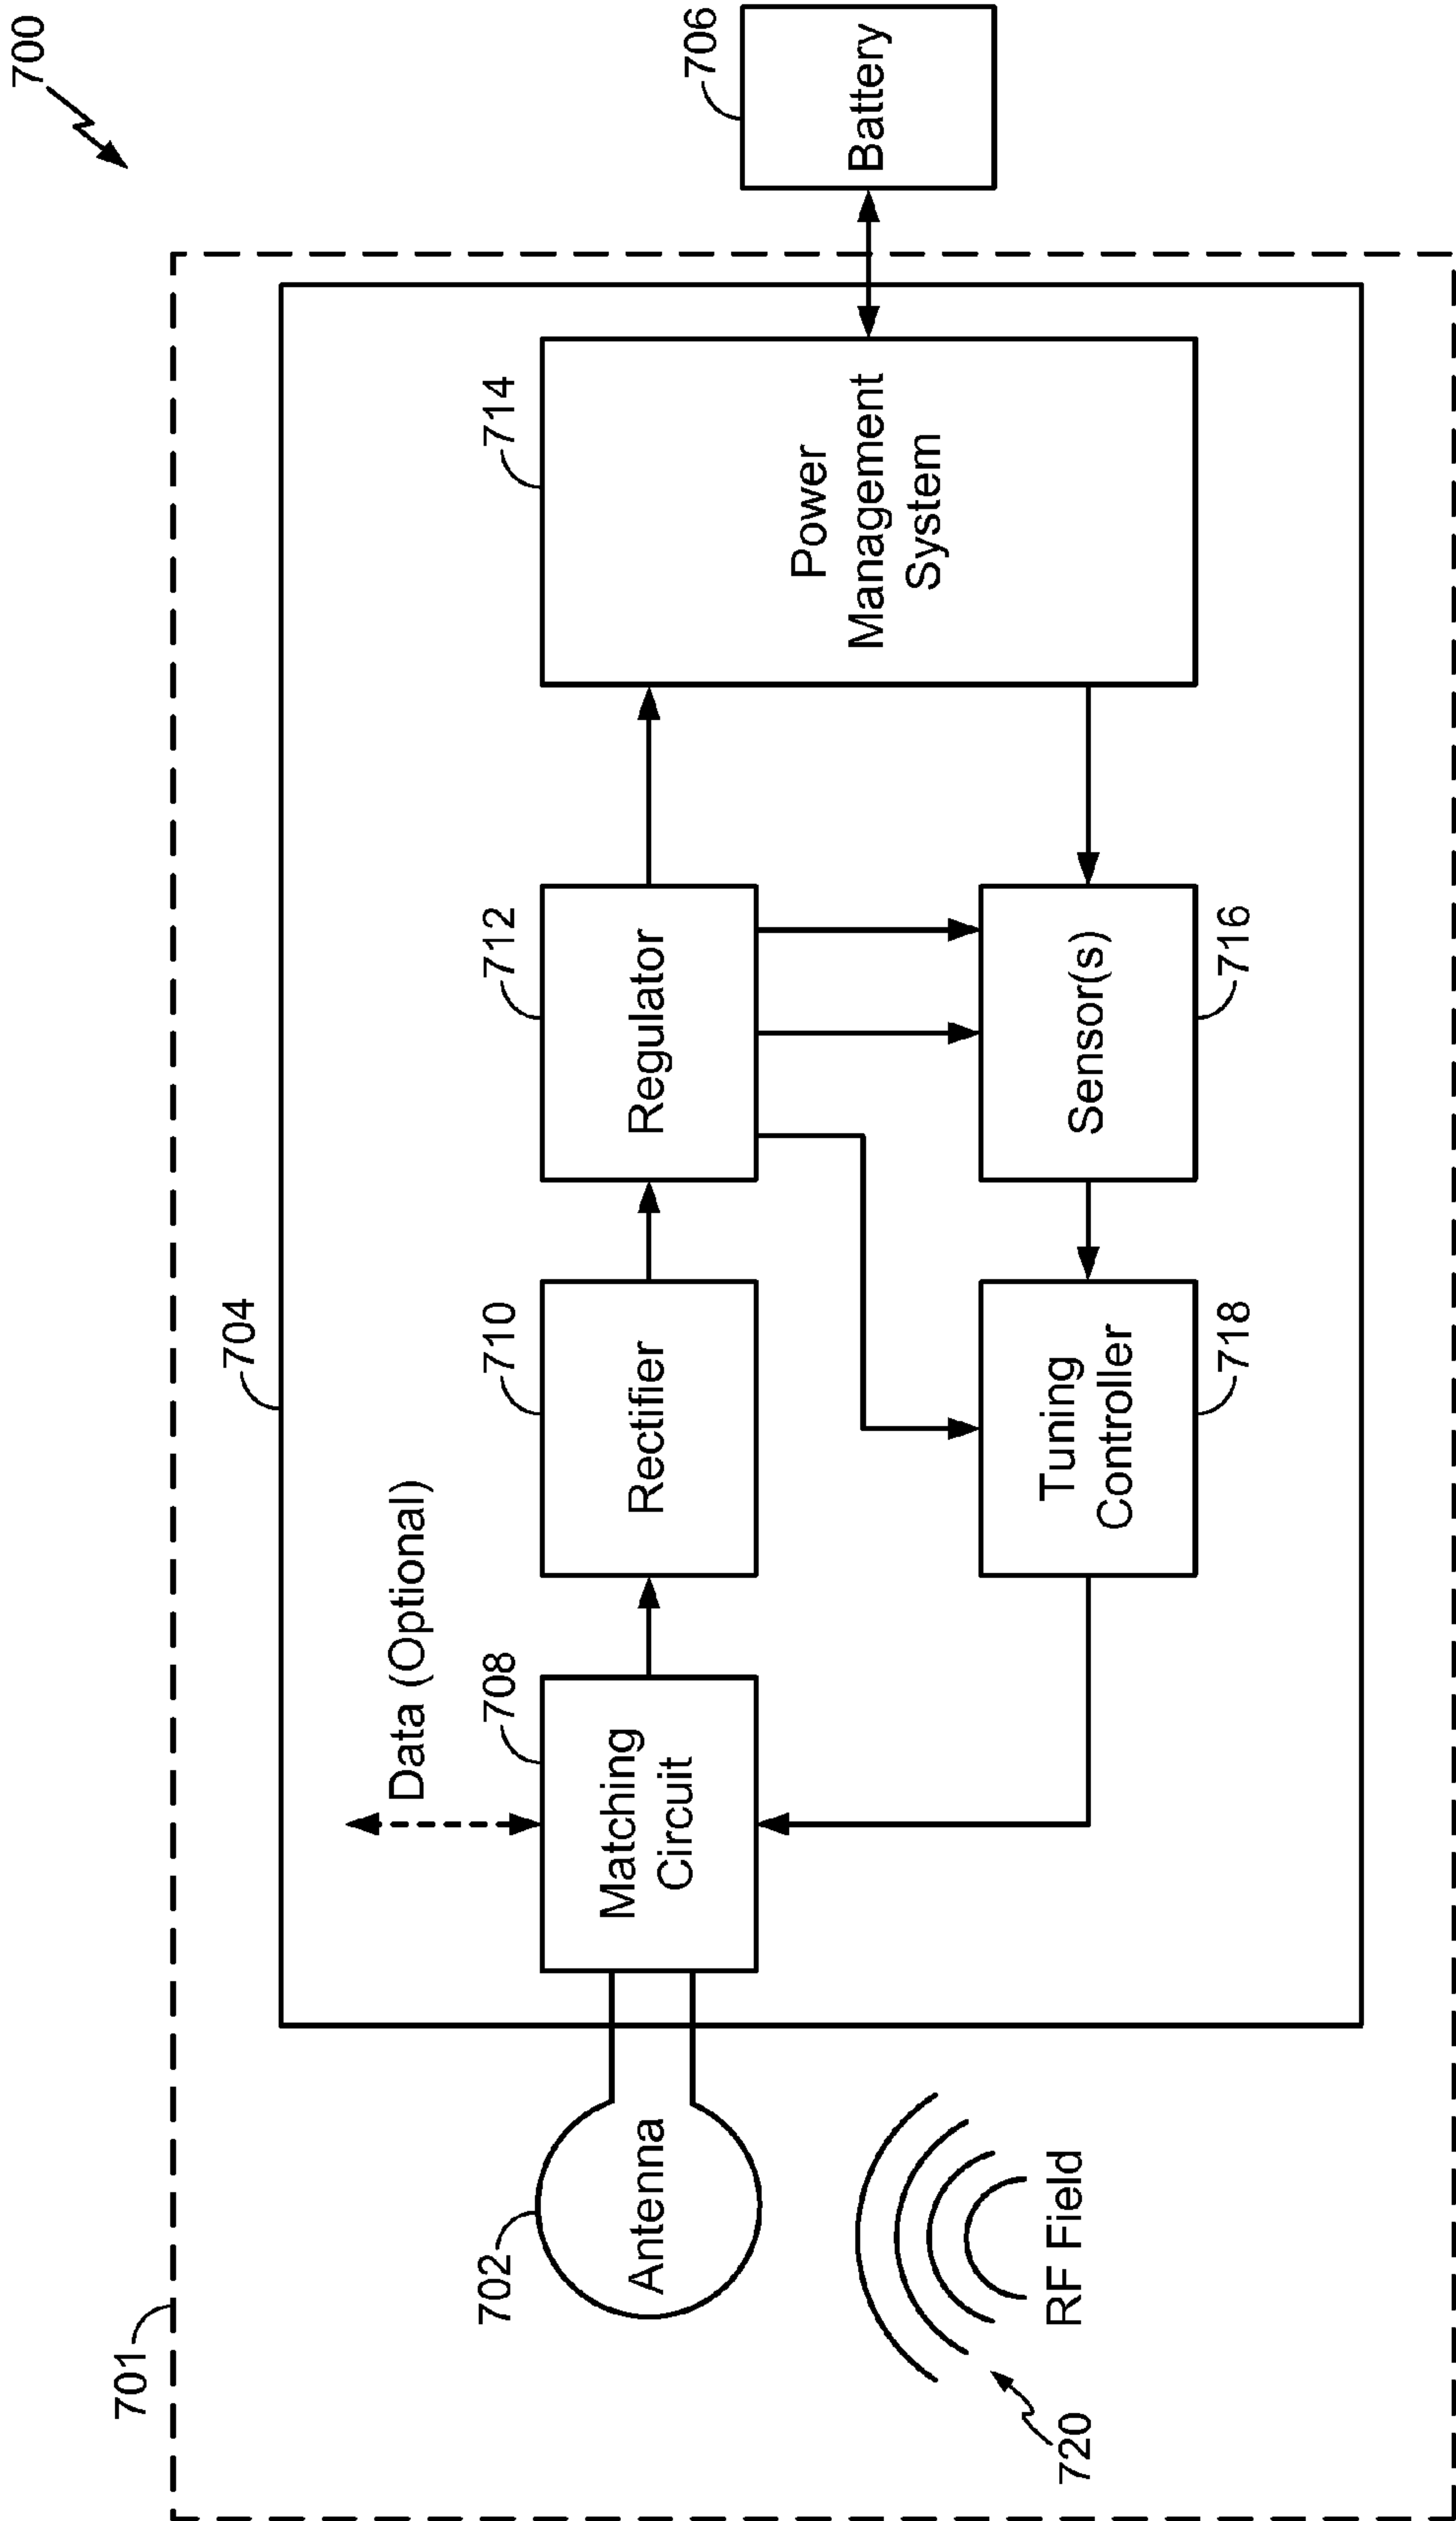 700
701
704
Data (Optional)
702
Antenna
708
Matching
Circuit
710
Rectifier
712
Regulator
714
Power
Management
System
706
Battery
720
RF Field
Tuning
Controller
718
Sensor(s)
716